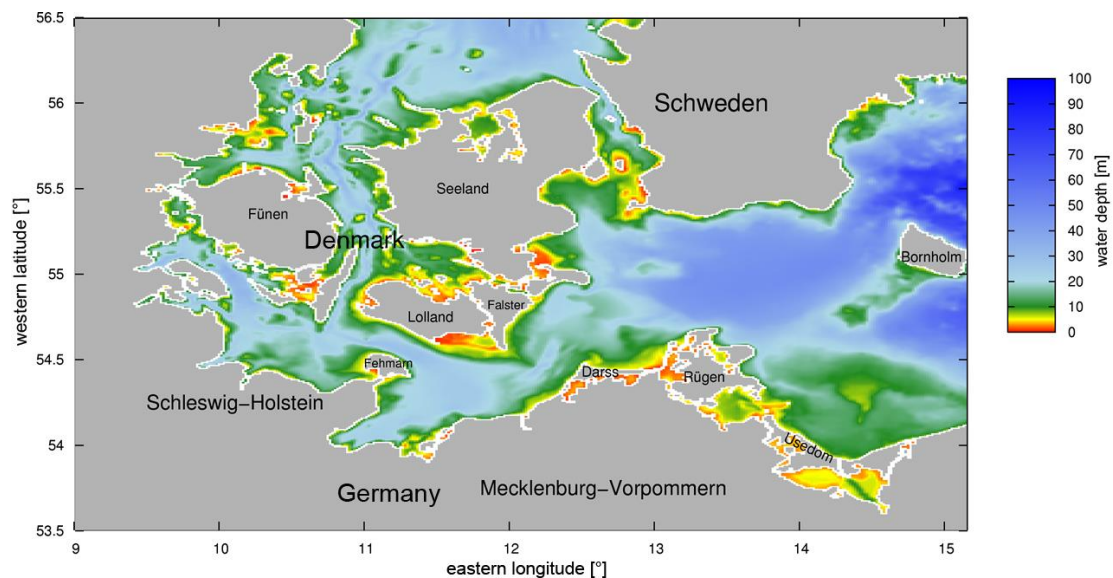 56.5
56
55.5
55
54.5
54
53.5
western latitude [°]
9
10
11
12
13
14
15
eastern longitude [°]
Schweden
Seeland
Fünen
Denmark
Bornholm
Falster
Lolland
Fehmarn
Darss
Rügen
Schleswig-Holstein
Usedom
Germany
Mecklenburg-Vorpommern
100
90
80
70
60
50
40
30
20
10
0
water depth [m]